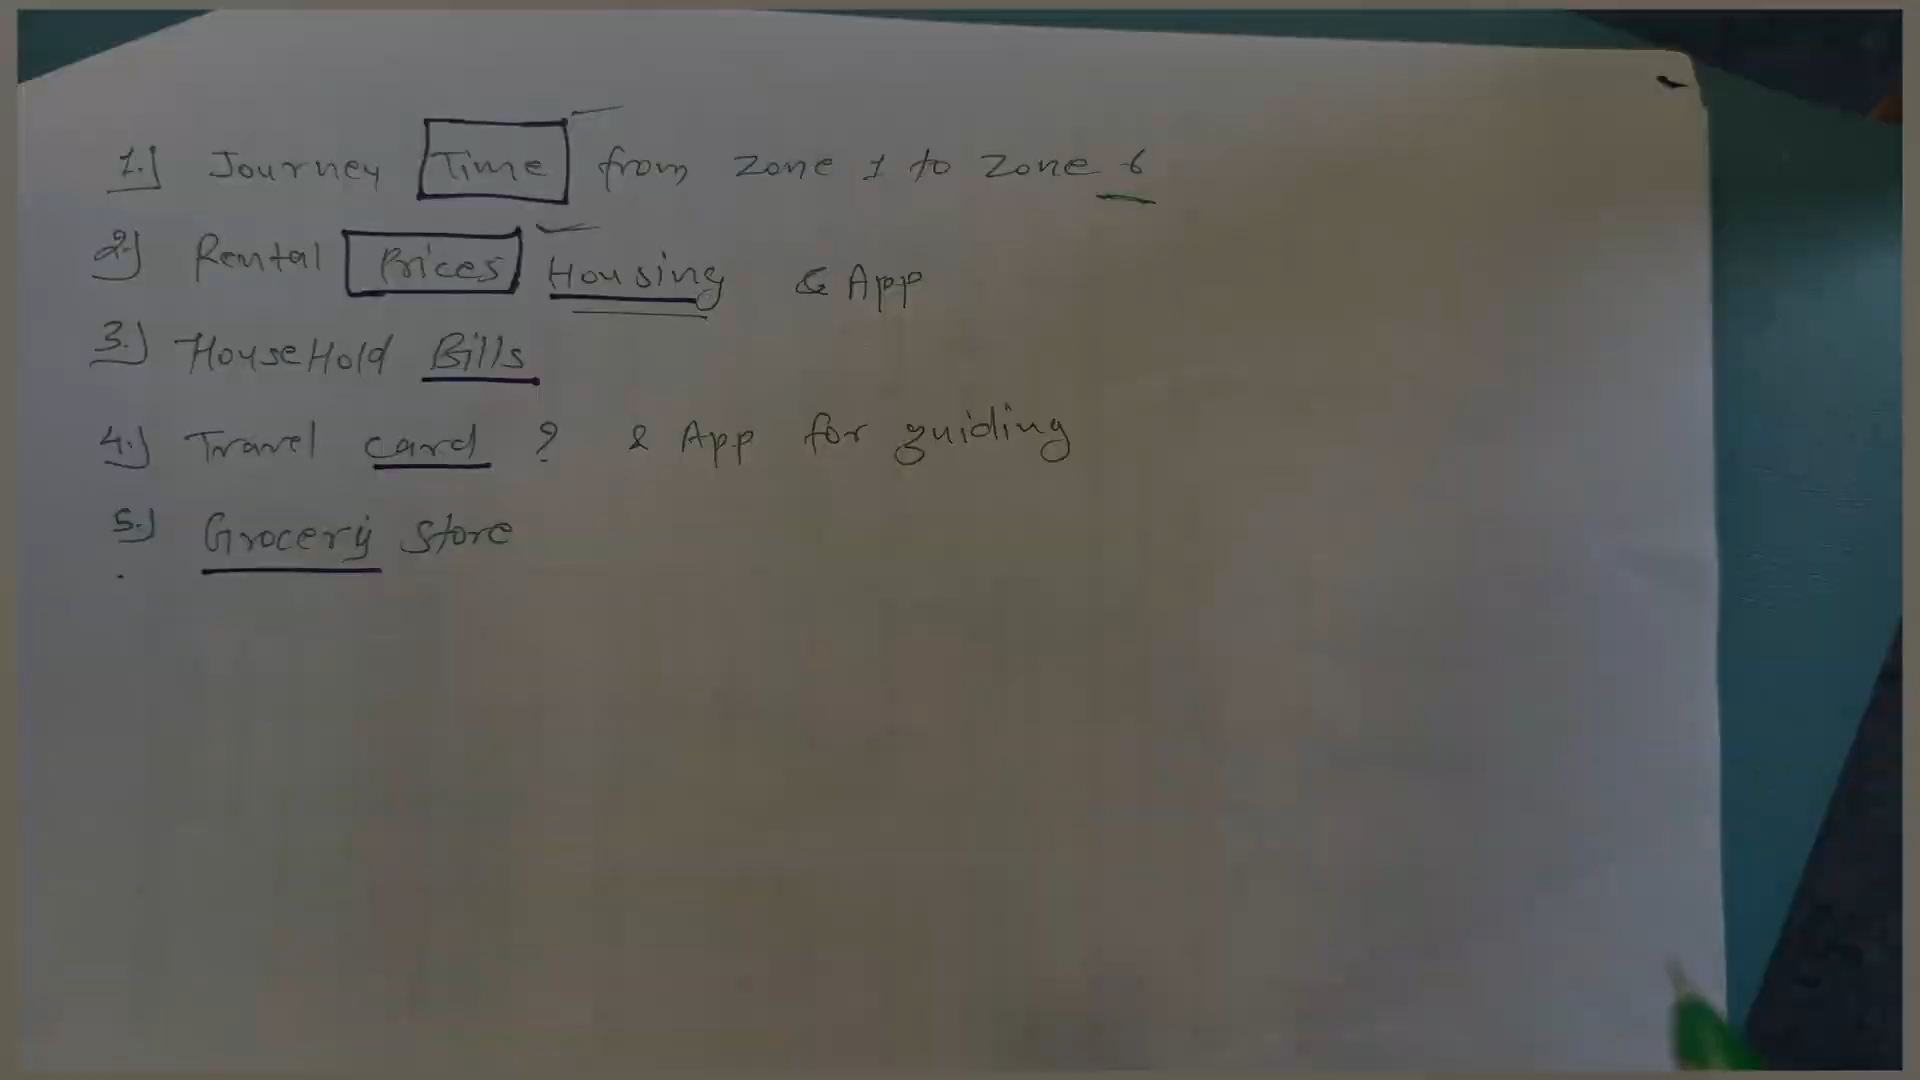 1.) Journey Time from Zone 1 to Zone 6
2.) Rental Prices Housing & App
3.) HouseHold Bills
4.) Travel card ? & App for guiding
5.) Grocery Store